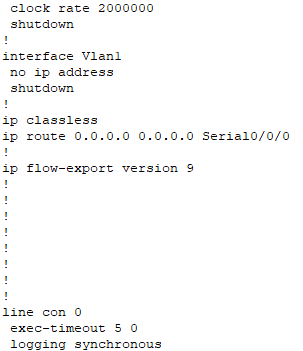 clock rate 2000000
shutdown
!
interface Vlan1
no ip address
shutdown
!
ip classless
ip route 0.0.0.0 0.0.0.0 Serial0/0/0
!
ip flow-export version 9
!
!
!
!
!
!
!
!
line con 0
exec-timeout 5 0
logging synchronous